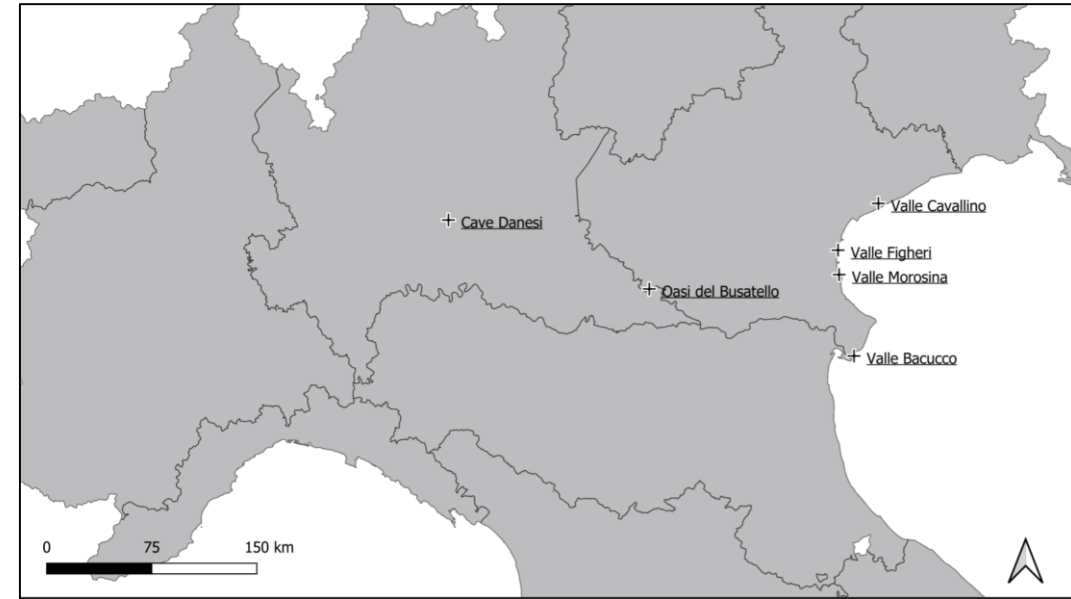 Valle Cavallino
Cave Danesi
Valle Figheri
Valle Morosina
Oasi del Busatello
Valle Bacucco
0 75 150 km